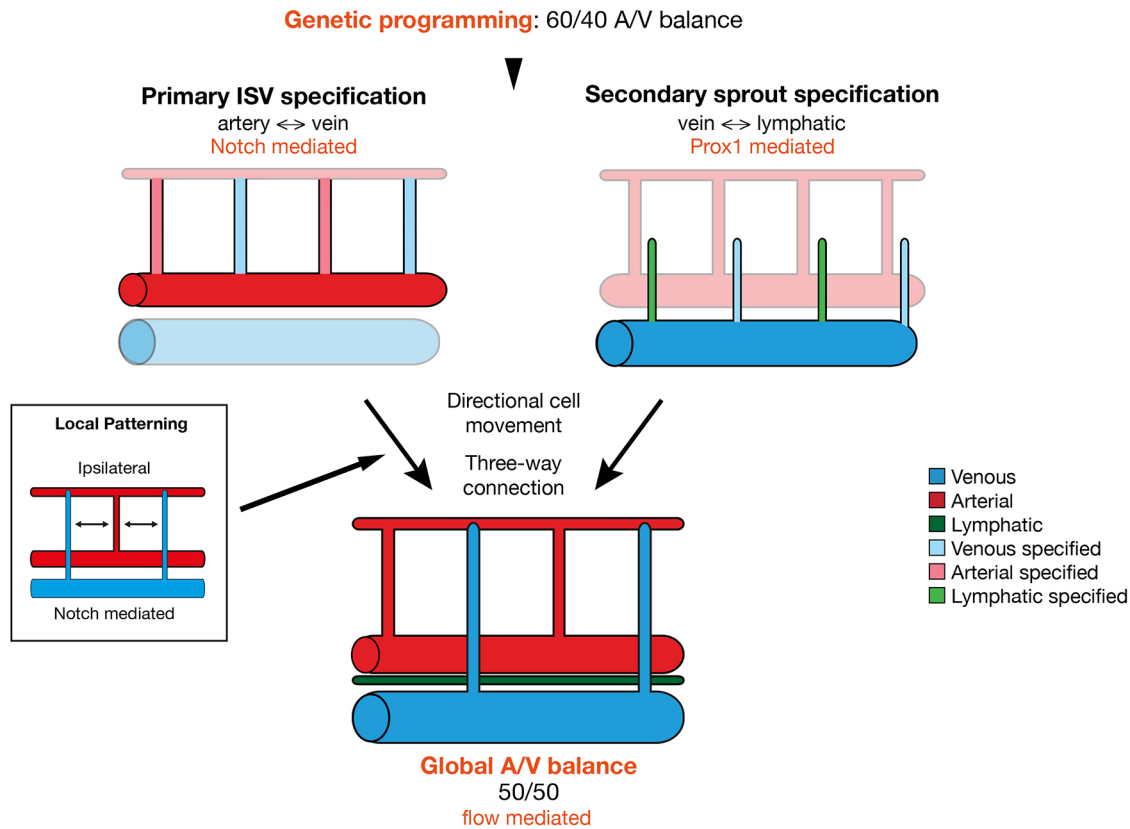 Genetic programming: 60/40 A/V balance
Primary ISV specification
artery <-> vein
Notch mediated
Secondary sprout specification
vein <-> lymphatic
Prox1 mediated
Directional cell
movement
Three-way
connection
Local Patterning
Ipsilateral
Notch mediated
Venous
Arterial
Lymphatic
Venous specified
Arterial specified
Lymphatic specified
Global A/V balance
50/50
flow mediated